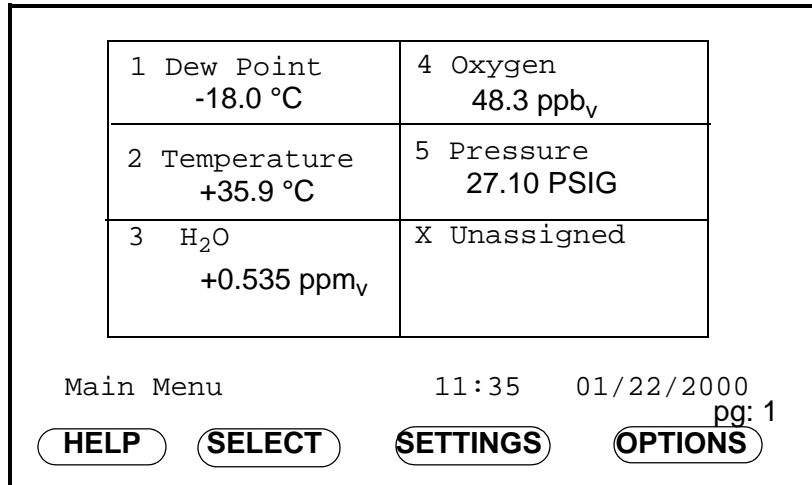 1 Dew Point
-18.0 °C
4 Oxygen
48.3 ppbᵥ
2 Temperature
+35.9 °C
5 Pressure
27.10 PSIG
3 H₂O
+0.535 ppmᵥ
X Unassigned
Main Menu 11:35 01/22/2000
pg: 1
HELP SELECT SETTINGS OPTIONS